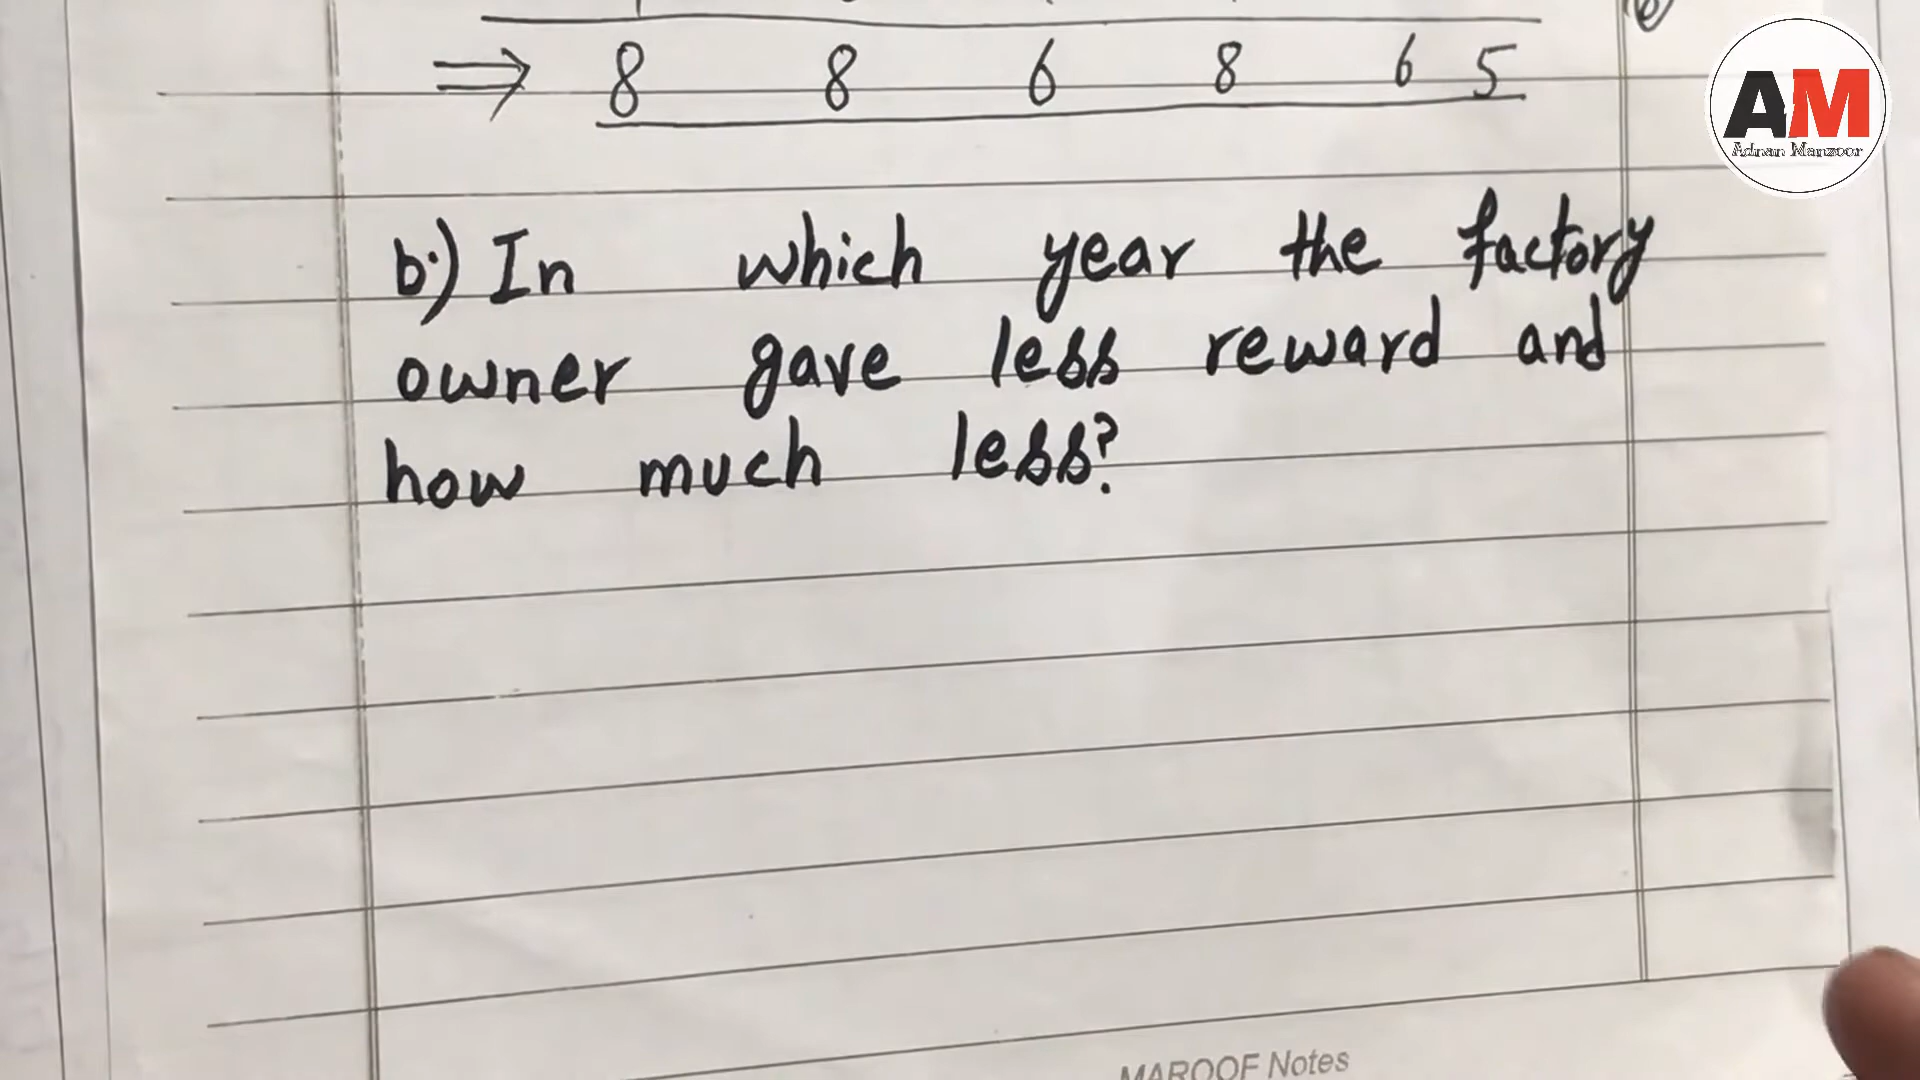 ⇒ 8 8 6 8 6 5
AM
Adnan Manzoor
b.) In which year the factory
owner gave less reward and
how much less?
MAROOF Notes